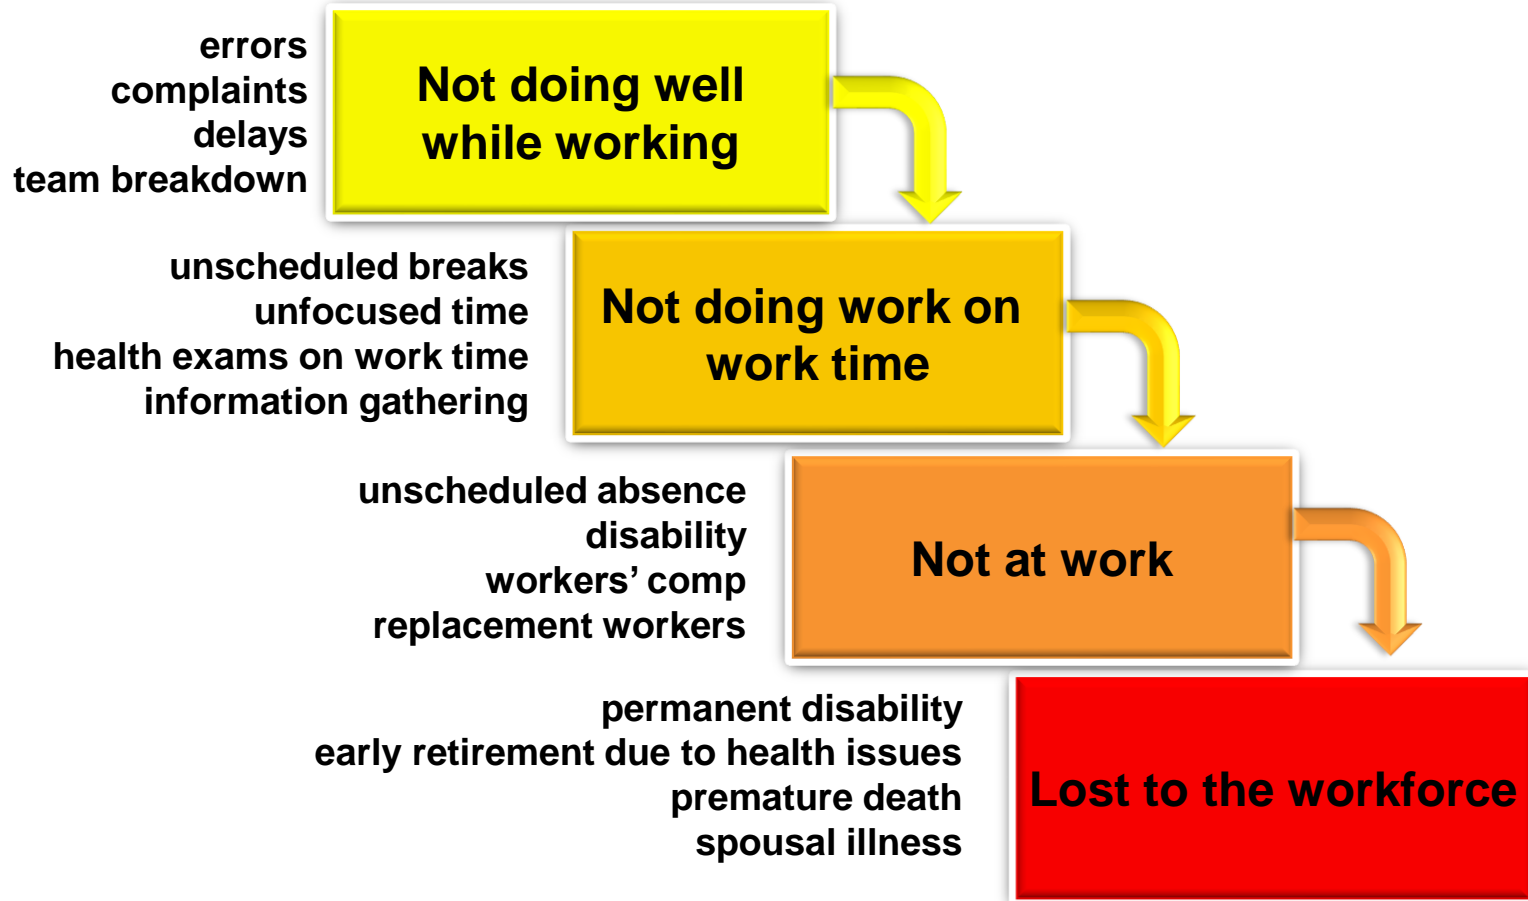 errors
complaints
delays
team breakdown
Not doing well
while working
unscheduled breaks
unfocused time
health exams on work time
information gathering
Not doing work on
work time
unscheduled absence
disability
workers’ comp
replacement workers
Not at work
permanent disability
early retirement due to health issues
premature death
spousal illness
Lost to the workforce